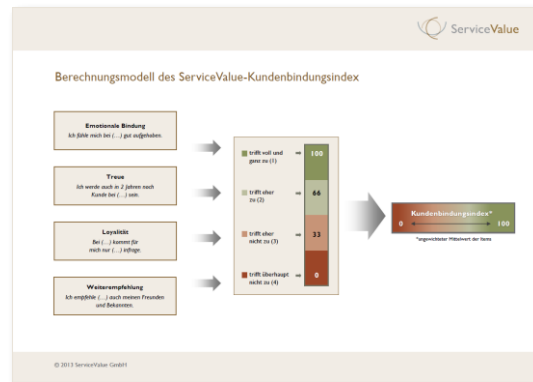 ServiceValue
Berechnungsmodell des ServiceValue-Kundenbindungsindex
Emotionale Bindung
Ich fühle mich bei (…) gut aufgehoben.
Treue
Ich werde auch in 2 Jahren noch
Kunde bei (…) sein.
Loyalität
Bei (…) kommt für
mich nur (…) infrage.
Weiterempfehlung
Ich empfehle (…) auch meinen Freunden
und Bekannten.
trifft voll und
ganz zu (1)
100
trifft eher
zu (2)
66
trifft eher
nicht zu (3)
33
trifft überhaupt
nicht zu (4)
0
Kundenbindungsindex*
0 100
*ungewichteter Mittelwert der Items
© 2013 ServiceValue GmbH